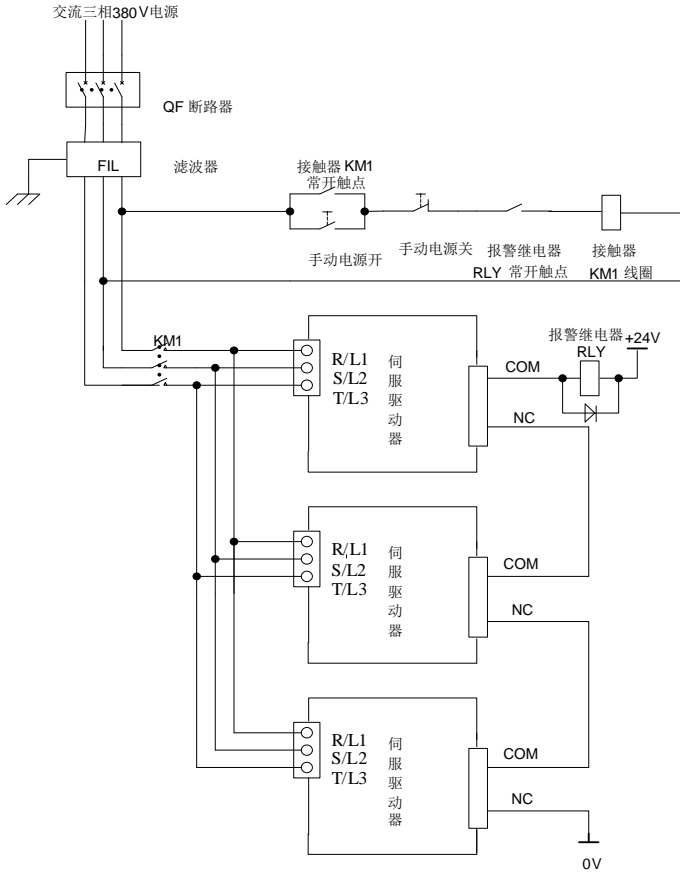 交流三相380V电源
QF 断路器
FIL
滤波器
接触器 KM1
常开触点
手动电源开
手动电源关
报警继电器
RLY 常开触点
接触器
KM1 线圈
KM1
R/L1
S/L2
T/L3
伺
服
驱
动
器
COM
NC
报警继电器
RLY
+24V
R/L1
S/L2
T/L3
伺
服
驱
动
器
COM
NC
R/L1
S/L2
T/L3
伺
服
驱
动
器
COM
NC
0V